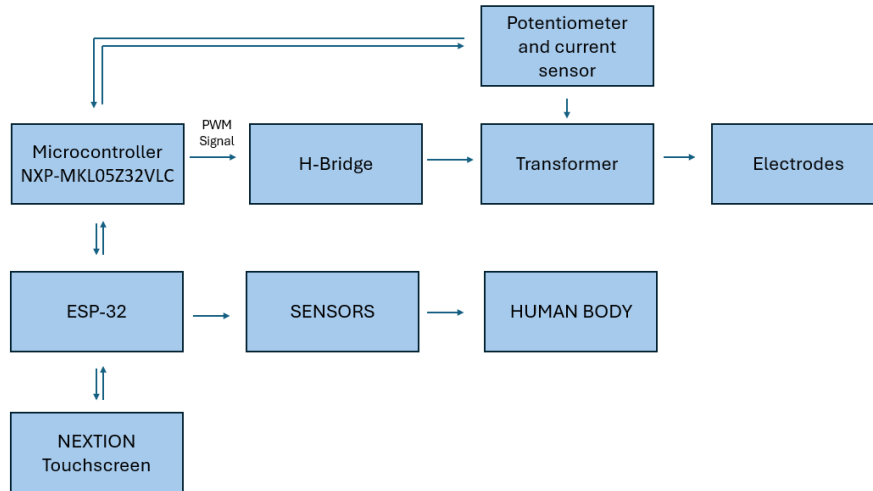 Potentiometer
and current
sensor
PWM
Signal
Microcontroller
NXP-MKL05Z32VLC
H-Bridge
Transformer
Electrodes
ESP-32
SENSORS
HUMAN BODY
NEXTION
Touchscreen